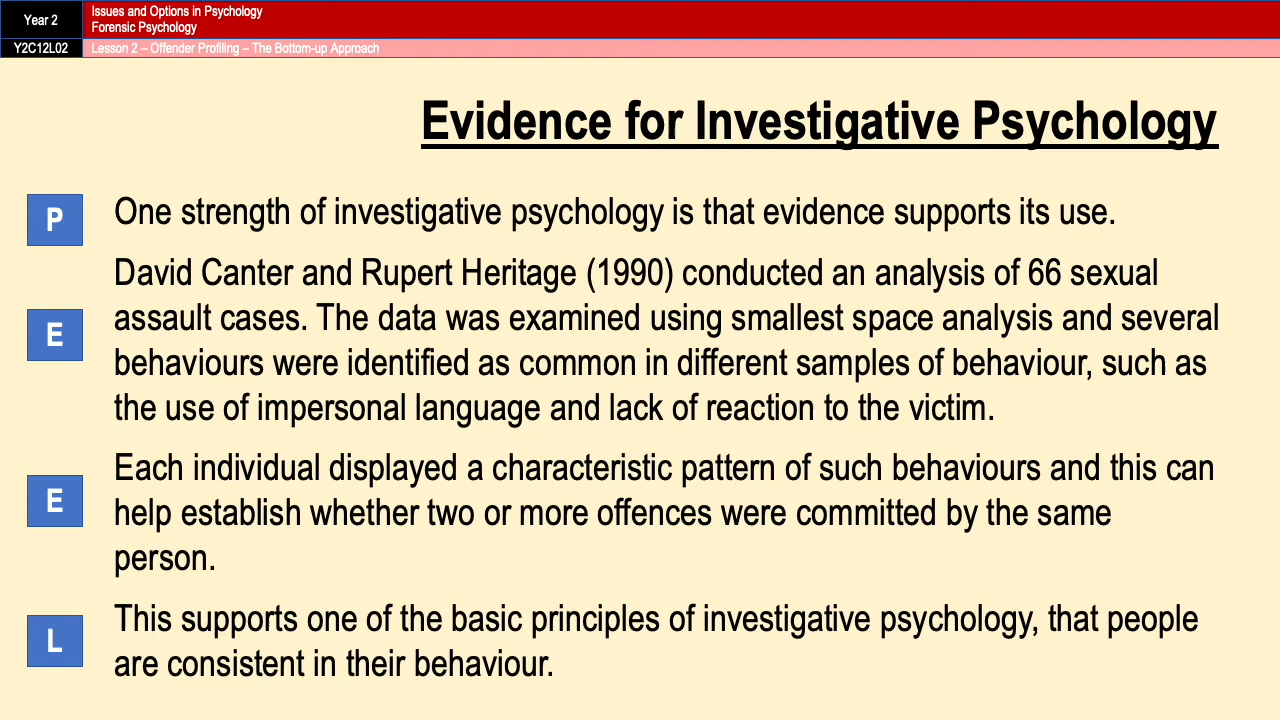 Year 2
Issues and Options in Psychology
Forensic Psychology
Y2C12L02
Lesson 2 – Offender Profiling – The Bottom-up Approach
Evidence for Investigative Psychology
P
One strength of investigative psychology is that evidence supports its use.
E
David Canter and Rupert Heritage (1990) conducted an analysis of 66 sexual
assault cases. The data was examined using smallest space analysis and several
behaviours were identified as common in different samples of behaviour, such as
the use of impersonal language and lack of reaction to the victim.
E
Each individual displayed a characteristic pattern of such behaviours and this can
help establish whether two or more offences were committed by the same
person.
L
This supports one of the basic principles of investigative psychology, that people
are consistent in their behaviour.